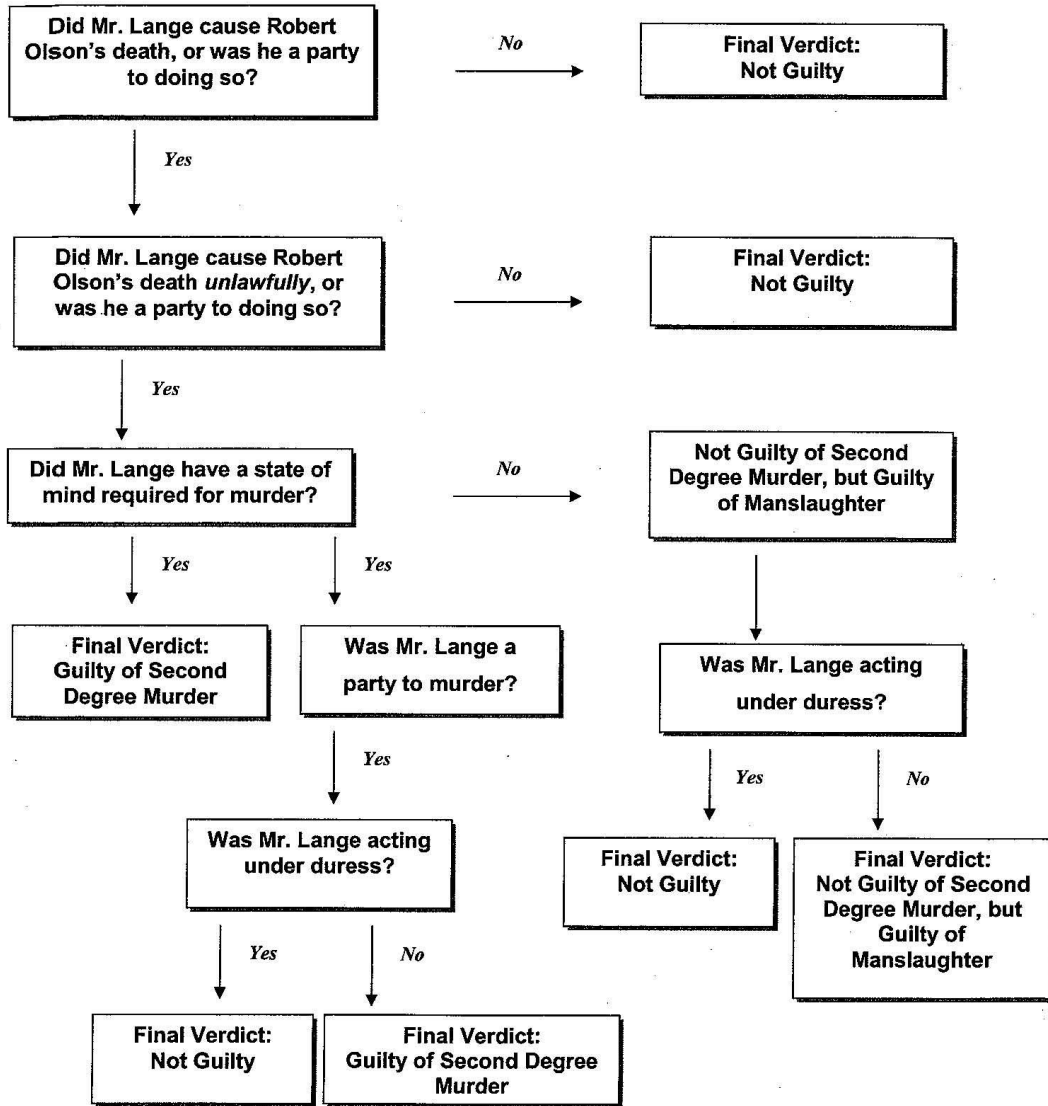 Did Mr. Lange cause Robert
Olson's death, or was he a party
to doing so?
No
Final Verdict:
Not Guilty
Yes
Did Mr. Lange cause Robert
Olson's death unlawfully, or
was he a party to doing so?
No
Final Verdict:
Not Guilty
Yes
Did Mr. Lange have a state of
mind required for murder?
No
Not Guilty of Second
Degree Murder, but Guilty
of Manslaughter
Yes
Yes
Final Verdict:
Guilty of Second
Degree Murder
Was Mr. Lange a
party to murder?
Was Mr. Lange acting
under duress?
Yes
Yes
No
Was Mr. Lange acting
under duress?
Final Verdict:
Not Guilty
Final Verdict:
Not Guilty of Second
Degree Murder, but
Guilty of
Manslaughter
Yes
No
Final Verdict:
Not Guilty
Final Verdict:
Guilty of Second Degree
Murder